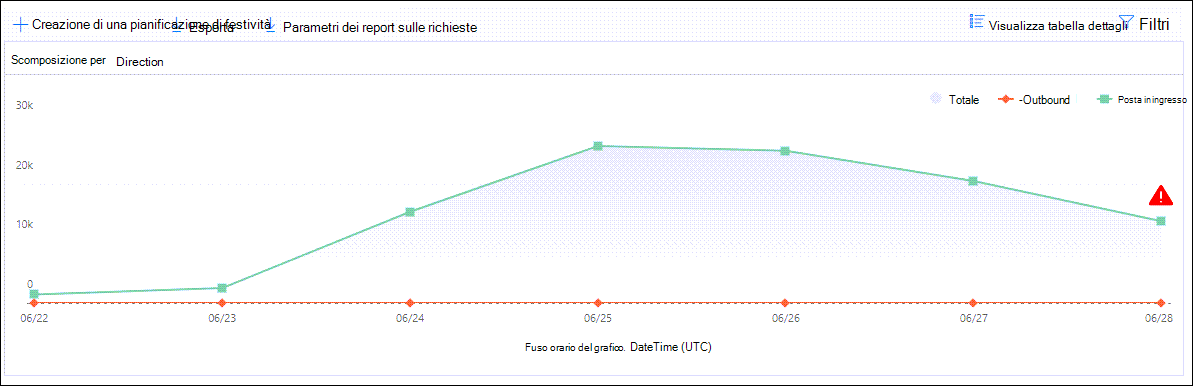 Creazione di una pianificazione di festività Esporta Parametri dei report sulle richieste Visualizza tabella dettagli Filtri
Scomposizione per Direction
Totale -Outbound Posta in ingresso
30k
20k
10k
0
06/22 06/23 06/24 06/25 06/26 06/27 06/28
Fuso orario del grafico. DateTime (UTC)